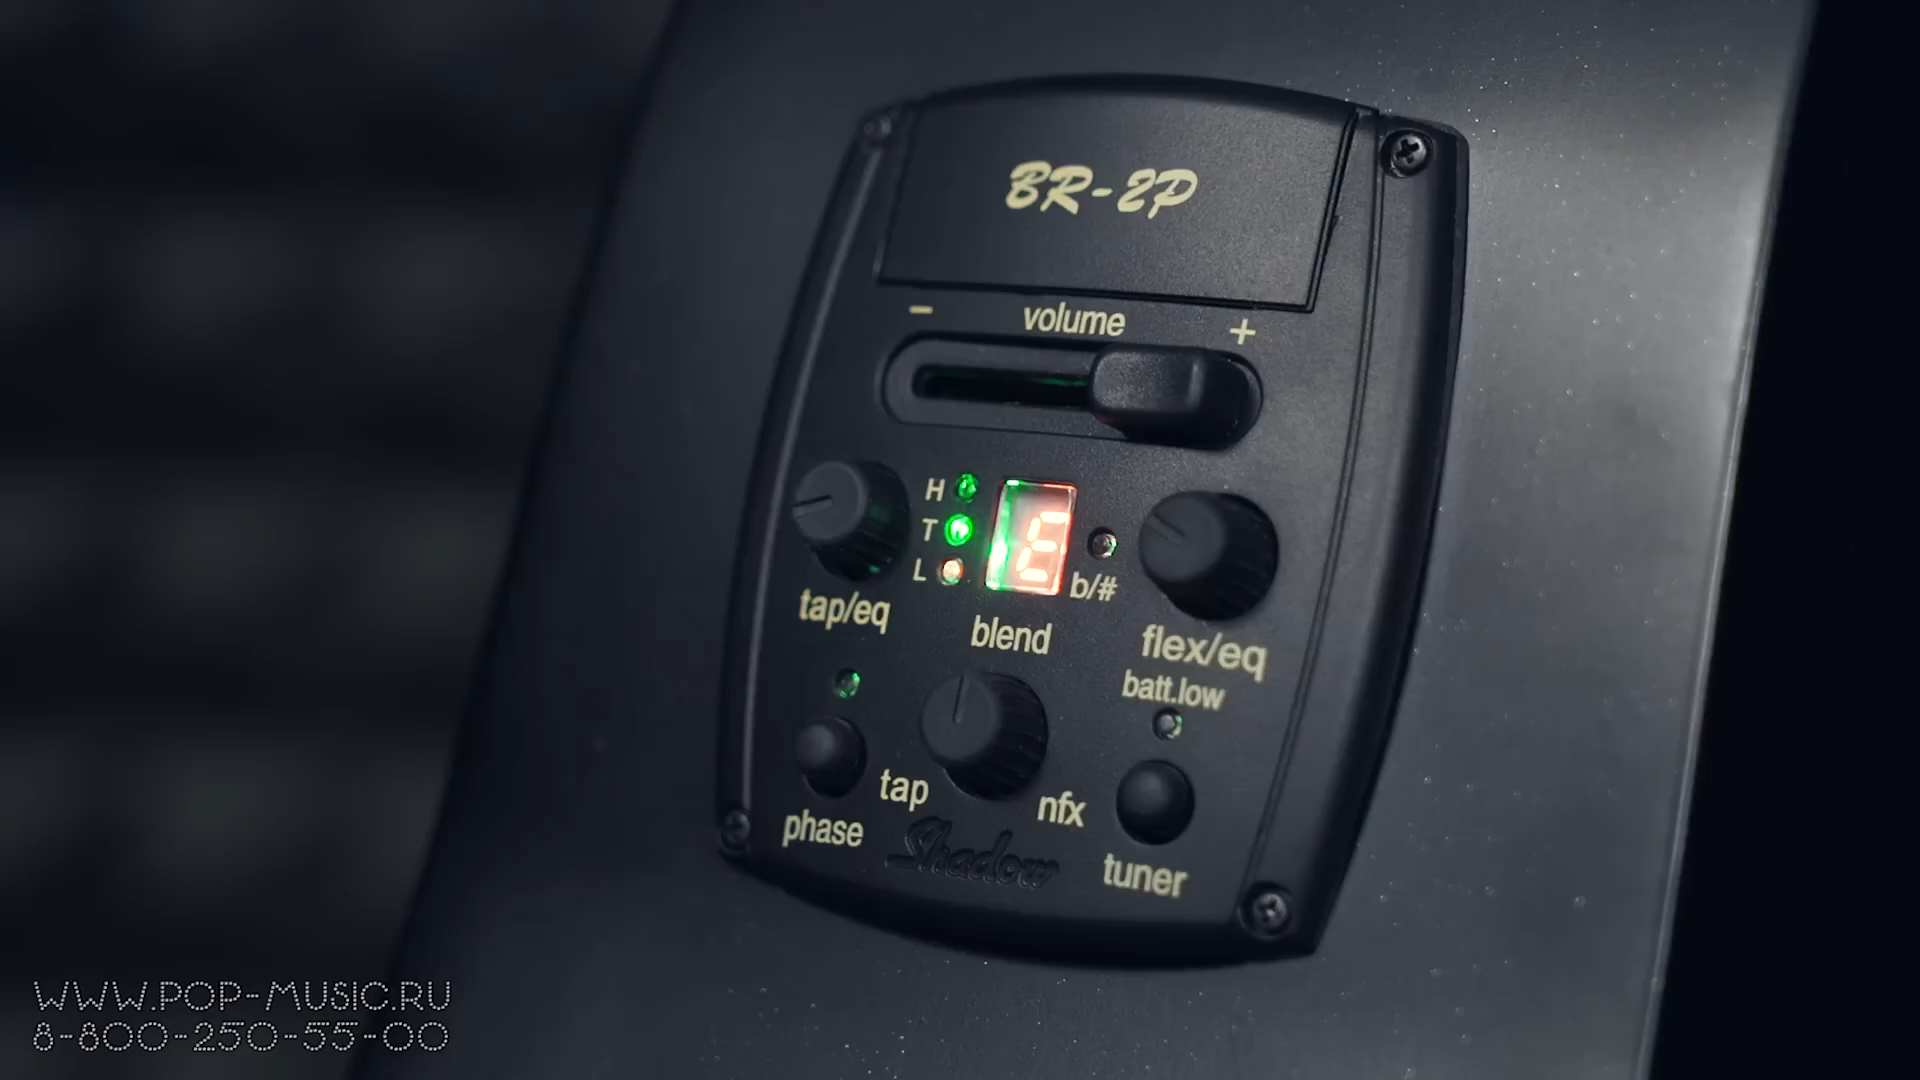 BR-2P
- volume +
H
T
L
E
b/#
tap/eq
blend
flex/eq
batt.low
tap
nfx
phase
Shadow
tuner
WWW.POP-MUSIC.RU
8-800-250-55-00